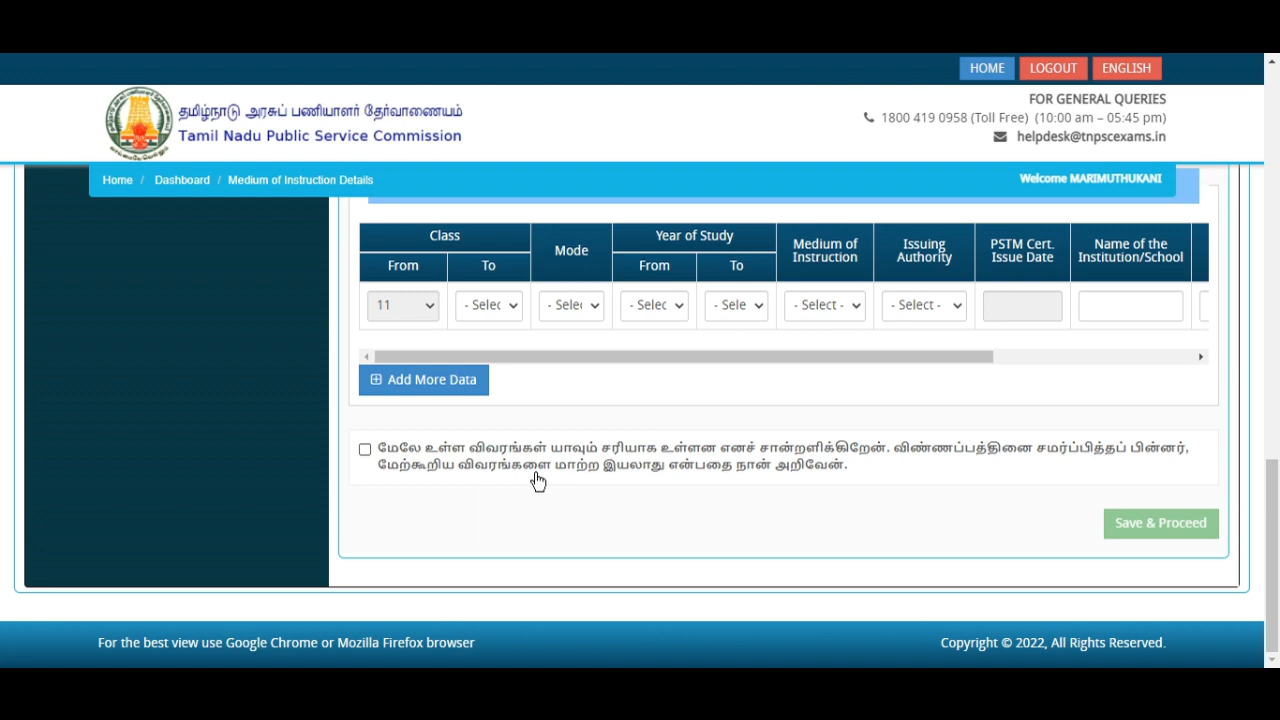 HOME LOGOUT ENGLISH
தமிழ்நாடு அரசுப் பணியாளர் தேர்வாணையம்
Tamil Nadu Public Service Commission
FOR GENERAL QUERIES
1800 419 0958 (Toll Free) (10:00 am – 05:45 pm)
helpdesk@tnpscexams.in
Home / Dashboard / Medium of Instruction Details
Welcome MARIMUTHUKANI
Class
From
To
Mode
Year of Study
From
To
Medium of
Instruction
Issuing
Authority
PSTM Cert.
Issue Date
Name of the
Institution/School
11 - Selec - Selec - Selec - Sele - Select - - Select -
Add More Data
மேலே உள்ள விவரங்கள் யாவும் சரியாக உள்ளன எனச் சான்றளிக்கிறேன். விண்ணப்பத்தினை சமர்ப்பித்தப் பின்னர்,
மேற்கூறிய விவரங்களை மாற்ற இயலாது என்பதை நான் அறிவேன்.
Save & Proceed
For the best view use Google Chrome or Mozilla Firefox browser
Copyright © 2022, All Rights Reserved.